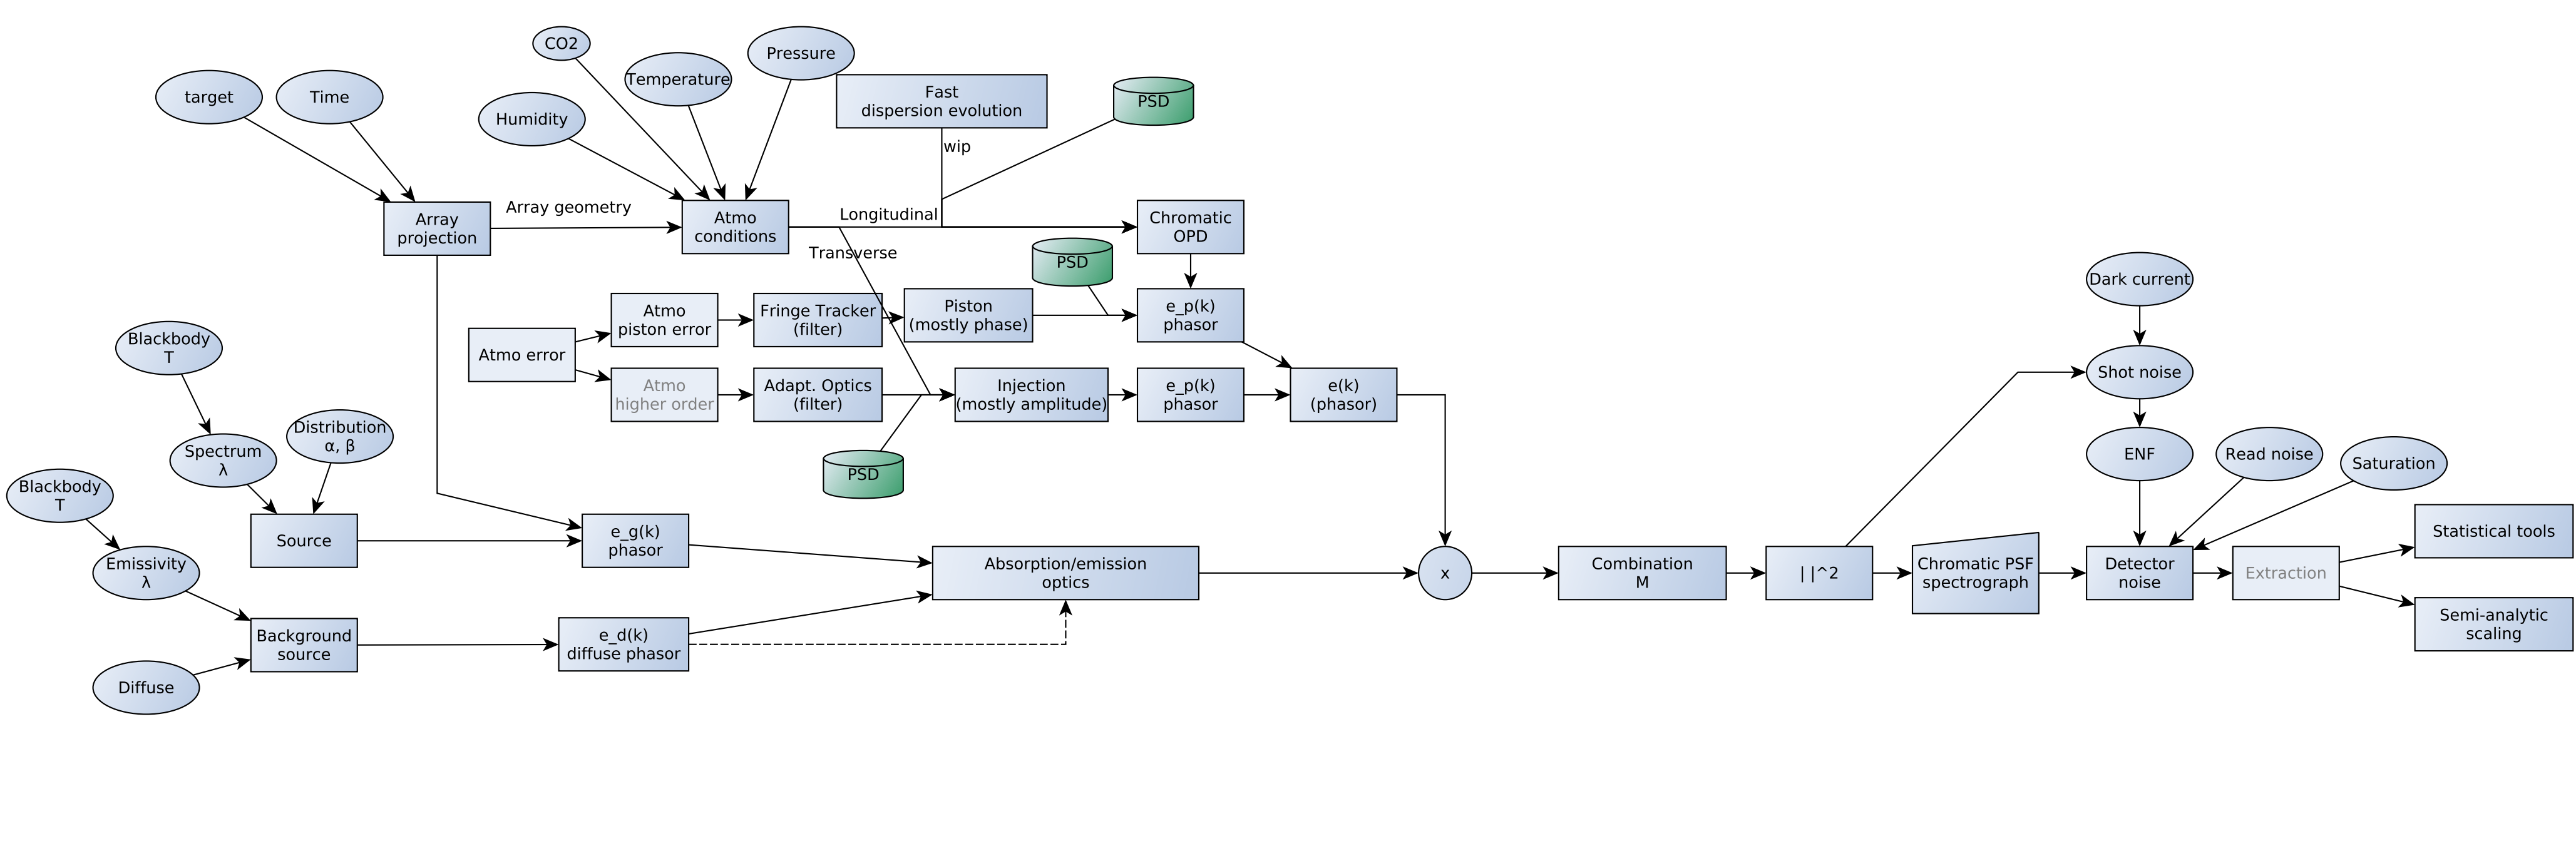 CO2
Pressure
Temperature
target
Time
Humidity
Fast
dispersion evolution
PSD
wip
Array
projection
Array geometry
Atmo
conditions
Longitudinal
Transverse
Chromatic
OPD
PSD
Atmo error
Atmo
piston error
Fringe Tracker
(filter)
Piston
(mostly phase)
e_p(k)
phasor
Atmo
higher order
Adapt. Optics
(filter)
Injection
(mostly amplitude)
e_p(k)
phasor
e(k)
(phasor)
PSD
Blackbody
T
Spectrum
λ
Distribution
α, β
Blackbody
T
Emissivity
λ
Source
e_g(k)
phasor
Background
source
Diffuse
e_d(k)
diffuse phasor
Absorption/emission
optics
x
Combination
M
| |^2
Chromatic PSF
spectrograph
Dark current
Shot noise
ENF
Read noise
Saturation
Detector
noise
Extraction
Statistical tools
Semi-analytic
scaling